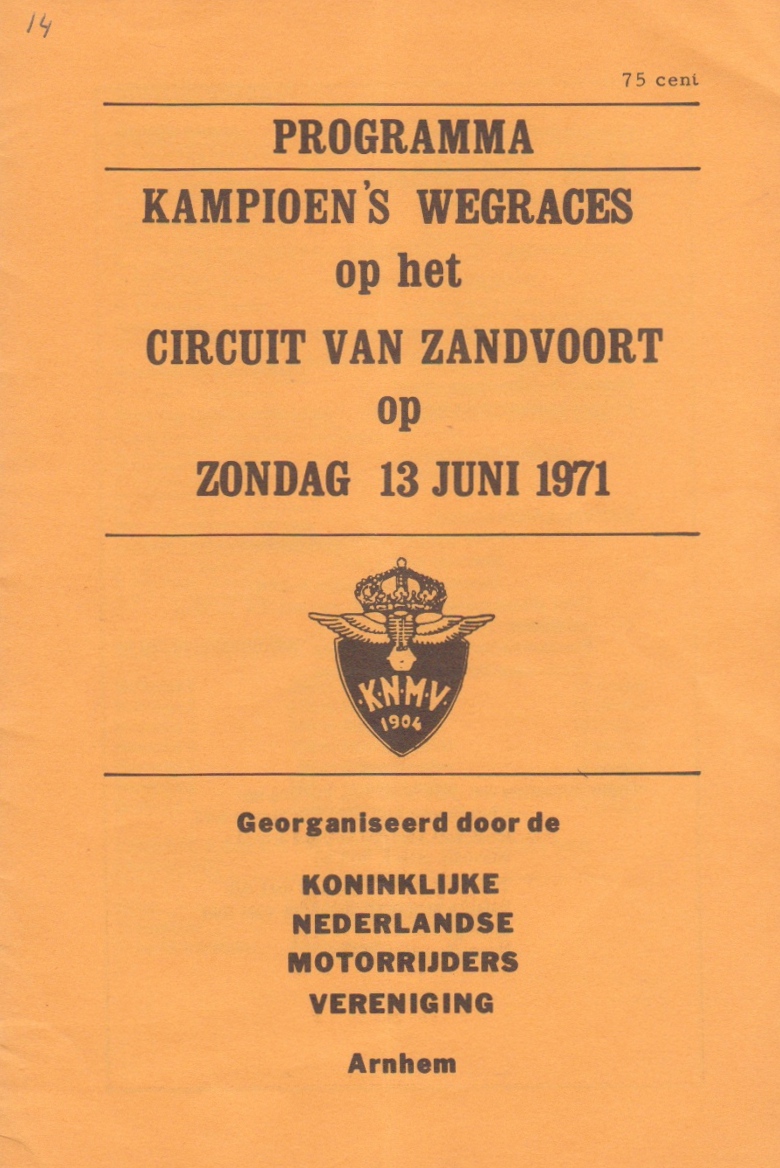 14
75 cent
PROGRAMMA
KAMPIOEN'S WEGRACES
op het
CIRCUIT VAN ZANDVOORT
op
ZONDAG 13 JUNI 1971
·K·N·M·V·
1904
Georganiseerd door de
KONINKLIJKE
NEDERLANDSE
MOTORRIJDERS
VERENIGING
Arnhem